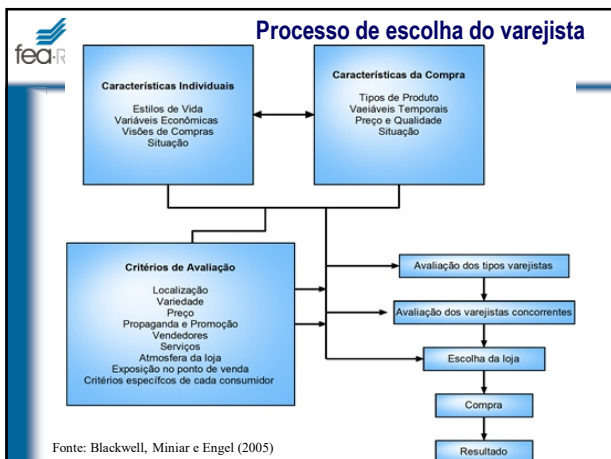 Processo de escolha do varejista
fea-R
Características Individuais
Estilos de Vida
Variáveis Econômicas
Visões de Compras
Situação
Características da Compra
Tipos de Produto
Vaeiáveis Temporais
Preço e Qualidade
Situação
Critérios de Avaliação
Localização
Variedade
Preço
Propaganda e Promoção
Vendedores
Serviços
Atmosfera da loja
Exposição no ponto de venda
Critérios específicos de cada consumidor
Avaliação dos tipos varejistas
Avaliação dos varejistas concorrentes
Escolha da loja
Compra
Resultado
Fonte: Blackwell, Miniar e Engel (2005)